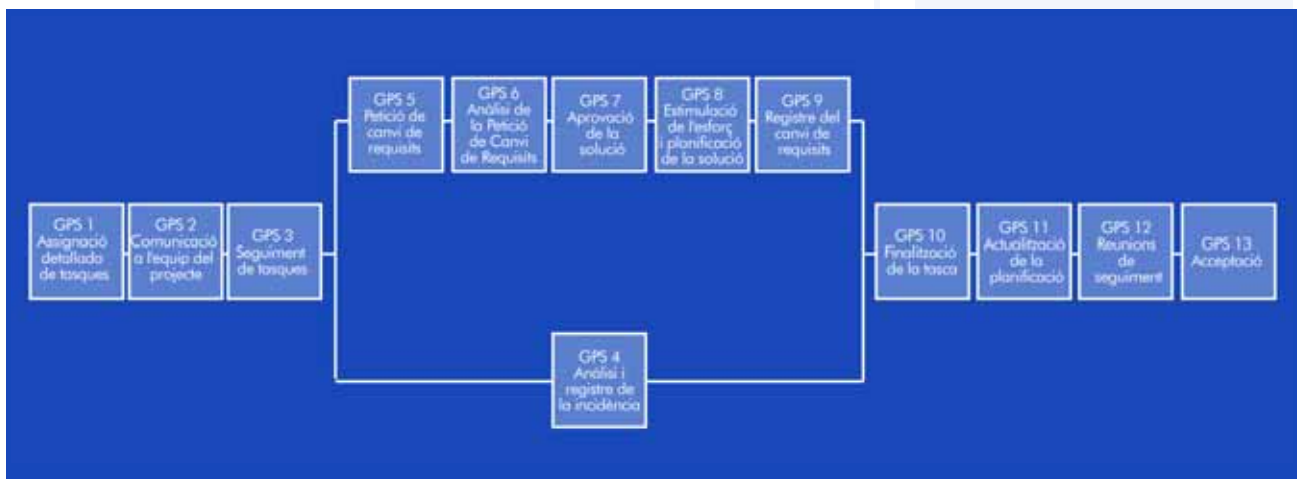 GPS 5
Petició de
canvi de
requisits
GPS 6
Anàlisi de
la Petició
de Canvi
de Requisits
GPS 7
Aprovació
de la
solució
GPS 8
Estimulació
de l'esforç
i planificació
de la solució
GPS 9
Registre del
canvi de
requisits
GPS 1
Assignació
detallada
de tasques
GPS 2
Comunicació
a l'equip del
projecte
GPS 3
Seguiment
de tasques
GPS 10
Finalització
de la tasca
GPS 11
Actualització
de la
planificació
GPS 12
Reunions
de
seguiment
GPS 13
Acceptació
GPS 4
Anàlisi i
registre de
la incidència